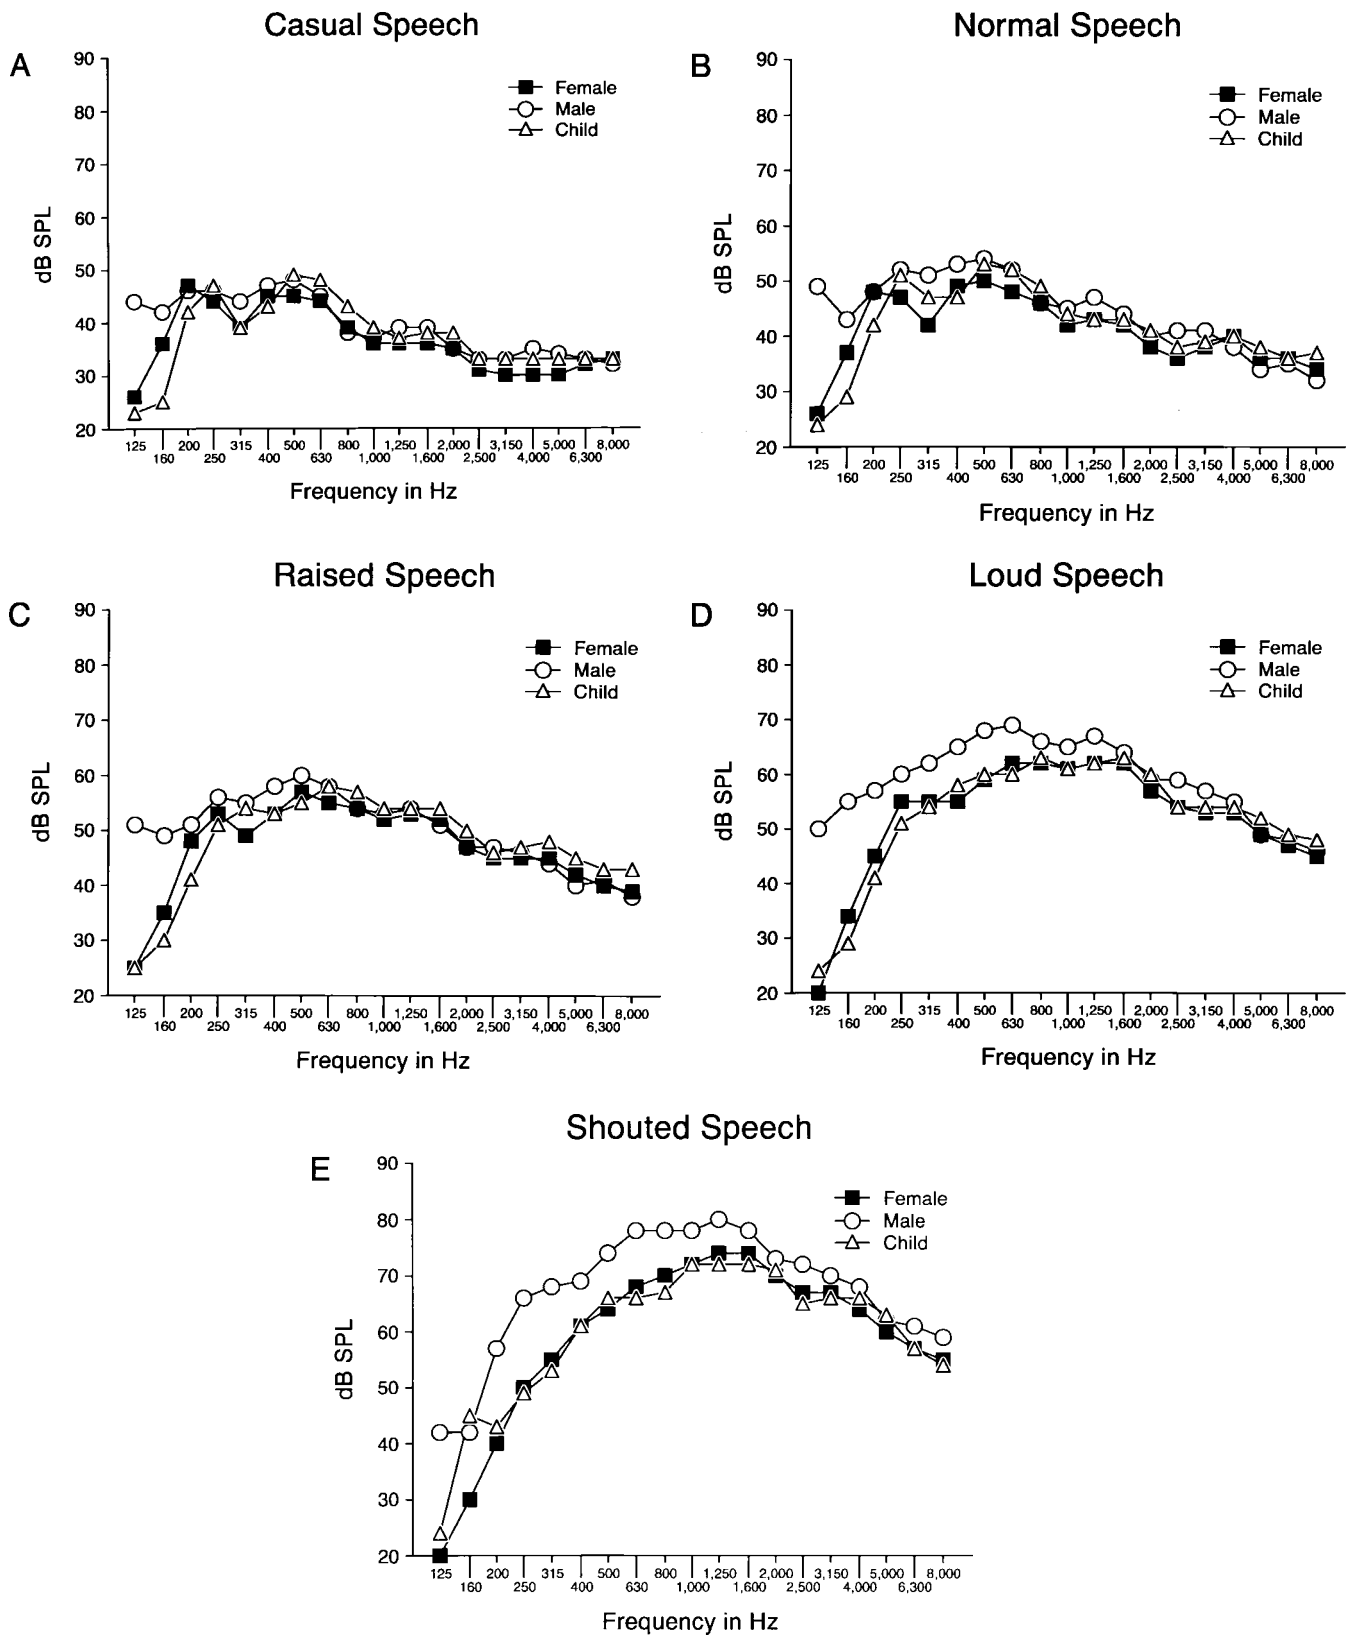 Casual Speech
A
90
80
70
60
50
40
30
20
dB SPL
Female
Male
Child
125 200 315 500 800 1,250 2,000 3,150 5,000 8,000
160 250 400 630 1,000 1,600 2,500 4,000 6,300
Frequency in Hz
Normal Speech
B
90
80
70
60
50
40
30
20
dB SPL
Female
Male
Child
125 200 315 500 800 1,250 2,000 3,150 5,000 8,000
160 250 400 630 1,000 1,600 2,500 4,000 6,300
Frequency in Hz
Raised Speech
C
90
80
70
60
50
40
30
20
dB SPL
Female
Male
Child
125 200 315 500 800 1,250 2,000 3,150 5,000 8,000
160 250 400 630 1,000 1,600 2,500 4,000 6,300
Frequency in Hz
Loud Speech
D
90
80
70
60
50
40
30
20
dB SPL
Female
Male
Child
125 200 315 500 800 1,250 2,000 3,150 5,000 8,000
160 250 400 630 1,000 1,600 2,500 4,000 6,300
Frequency in Hz
Shouted Speech
E
90
80
70
60
50
40
30
20
dB SPL
Female
Male
Child
125 200 315 500 800 1,250 2,000 3,150 5,000 8,000
160 250 400 630 1,000 1,600 2,500 4,000 6,300
Frequency in Hz